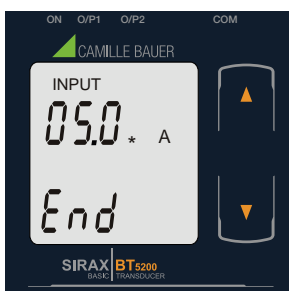 ON O/P1 O/P2 COM
CAMILLE BAUER
INPUT
05.0 * A
End
SIRAX BT5200
BASIC TRANSDUCER